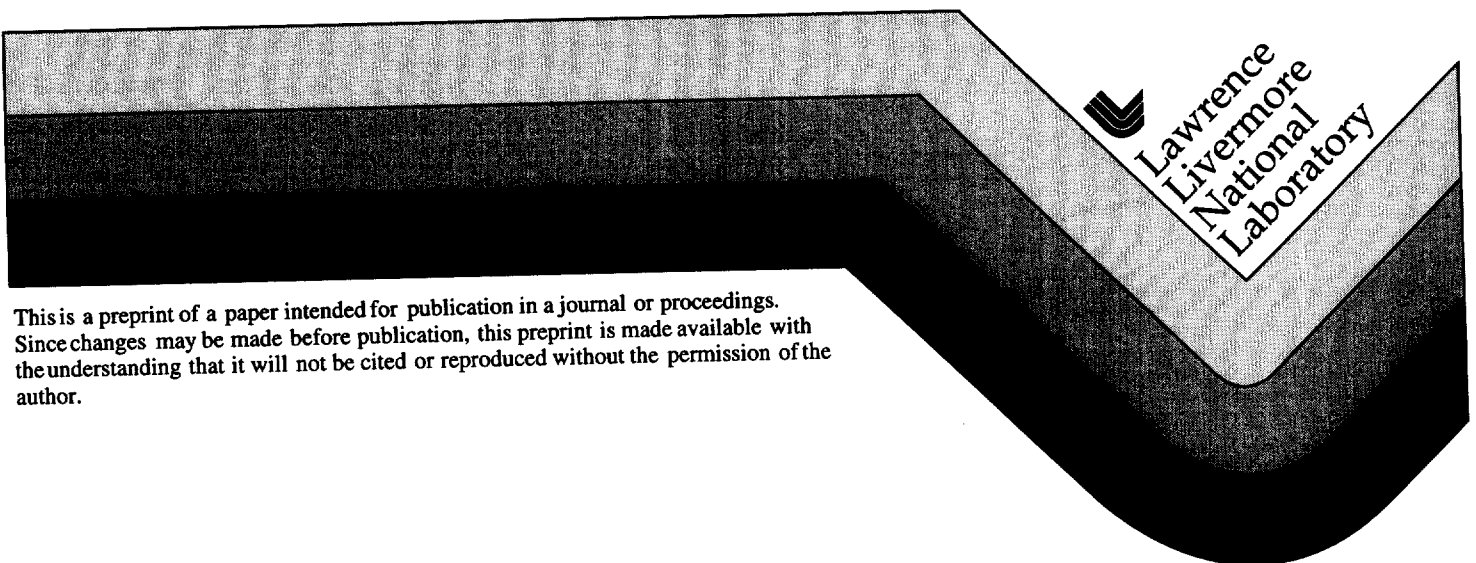 Lawrence
Livermore
National
Laboratory
This is a preprint of a paper intended for publication in a journal or proceedings.
Since changes may be made before publication, this preprint is made available with
the understanding that it will not be cited or reproduced without the permission of the
author.